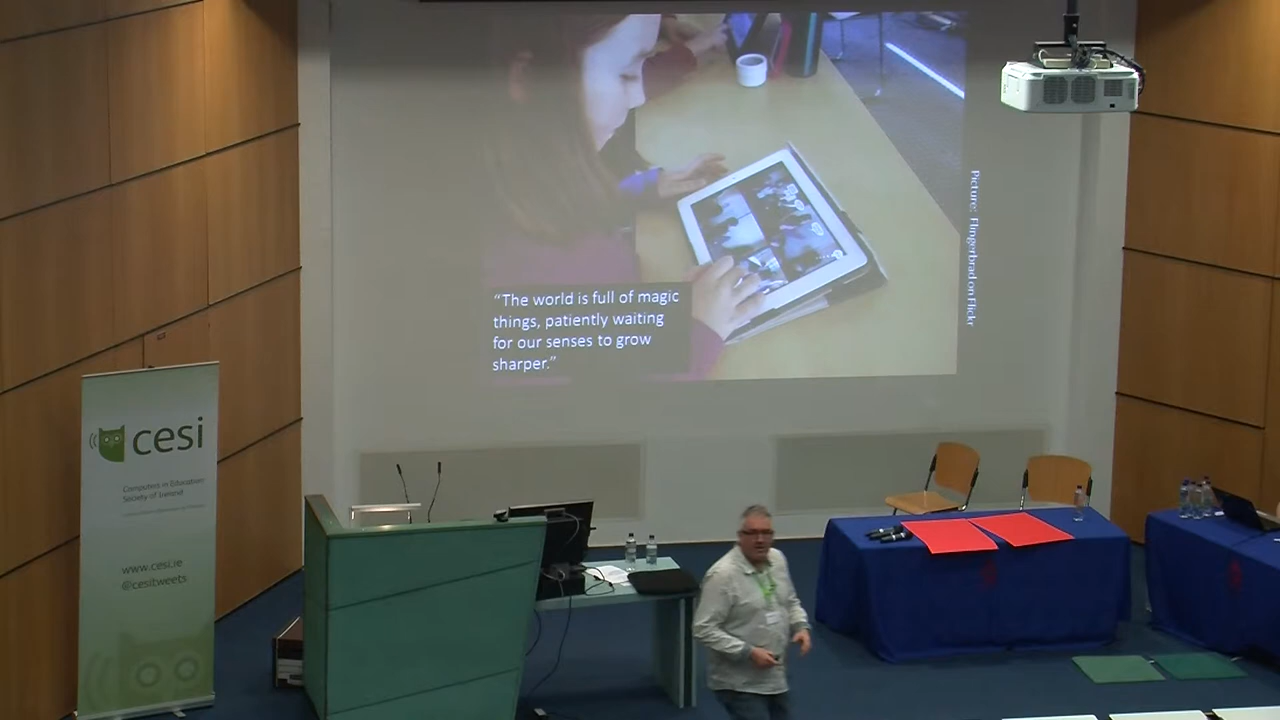 “The world is full of magic
things, patiently waiting
for our senses to grow
sharper.”
Picture: Flingerbrad on Flickr
cesi
Computers in Education
Society of Ireland
www.cesi.ie
@cesitweets